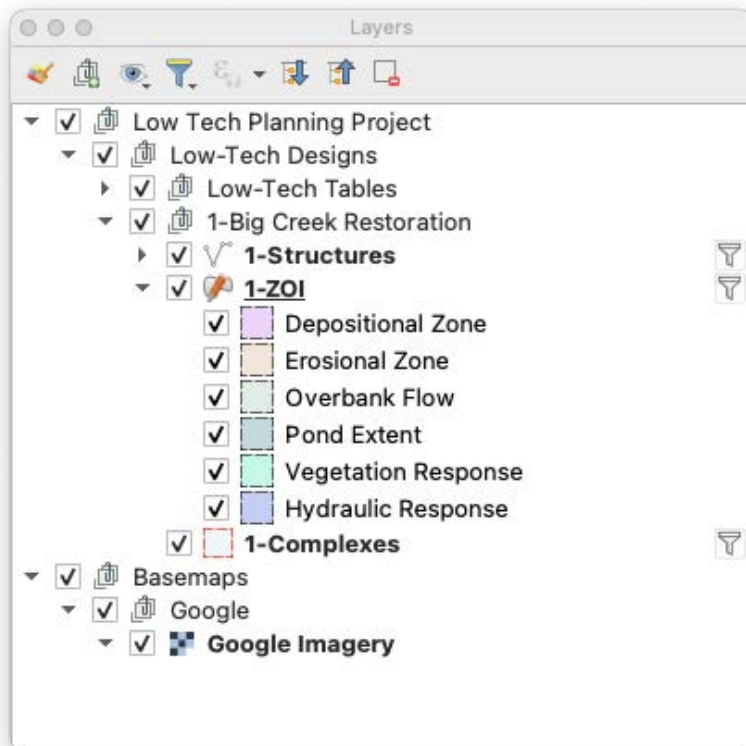 Layers
Low Tech Planning Project
Low-Tech Designs
Low-Tech Tables
1-Big Creek Restoration
1-Structures
1-ZOI
Depositional Zone
Erosional Zone
Overbank Flow
Pond Extent
Vegetation Response
Hydraulic Response
1-Complexes
Basemaps
Google
Google Imagery